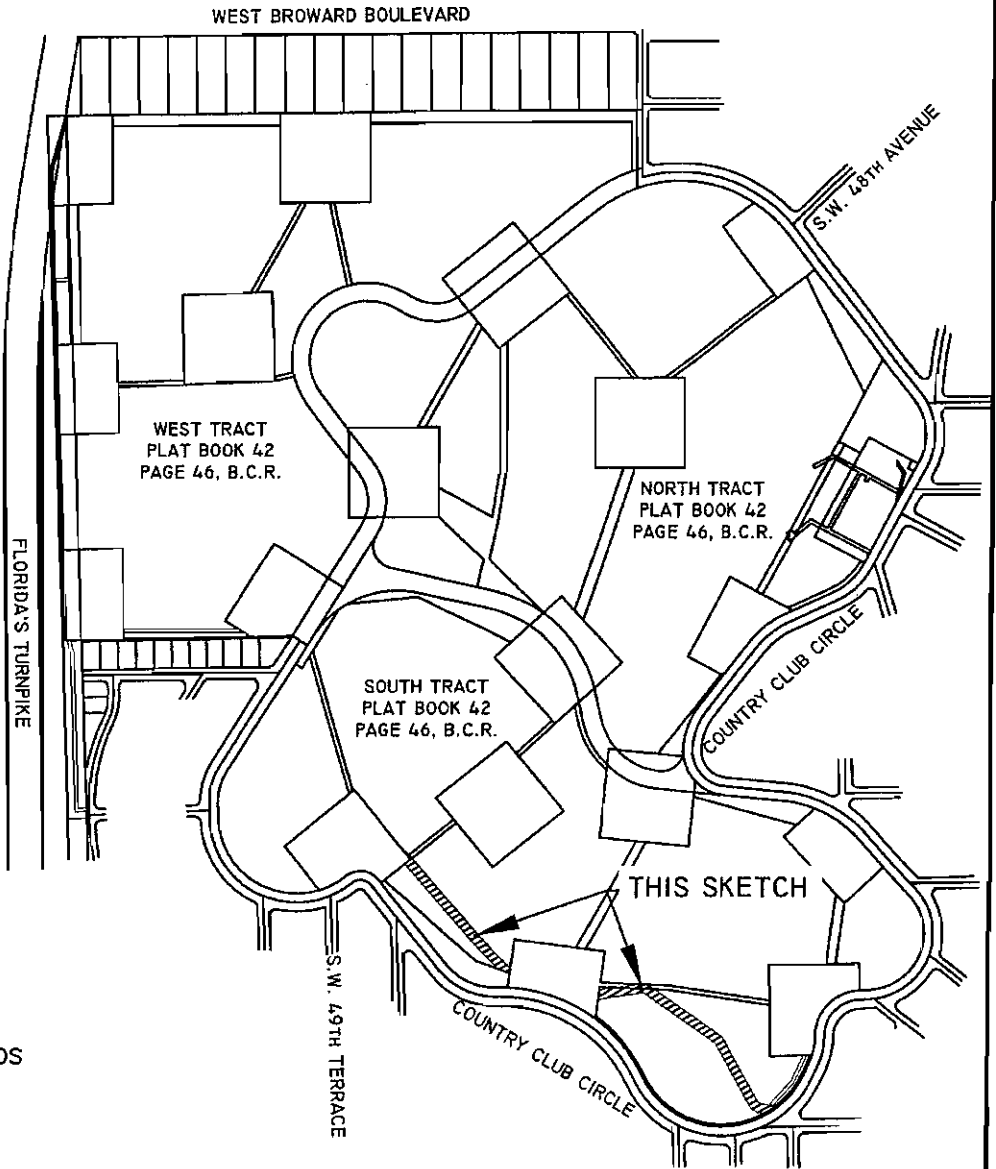 WEST BROWARD BOULEVARD
S.W. 48TH AVENUE
WEST TRACT
PLAT BOOK 42
PAGE 46, B.C.R.
NORTH TRACT
PLAT BOOK 42
PAGE 46, B.C.R.
FLORIDA'S TURNPIKE
COUNTRY CLUB CIRCLE
SOUTH TRACT
PLAT BOOK 42
PAGE 46, B.C.R.
THIS SKETCH
S.W. 49TH TERRACE
COUNTRY CLUB CIRCLE
DS